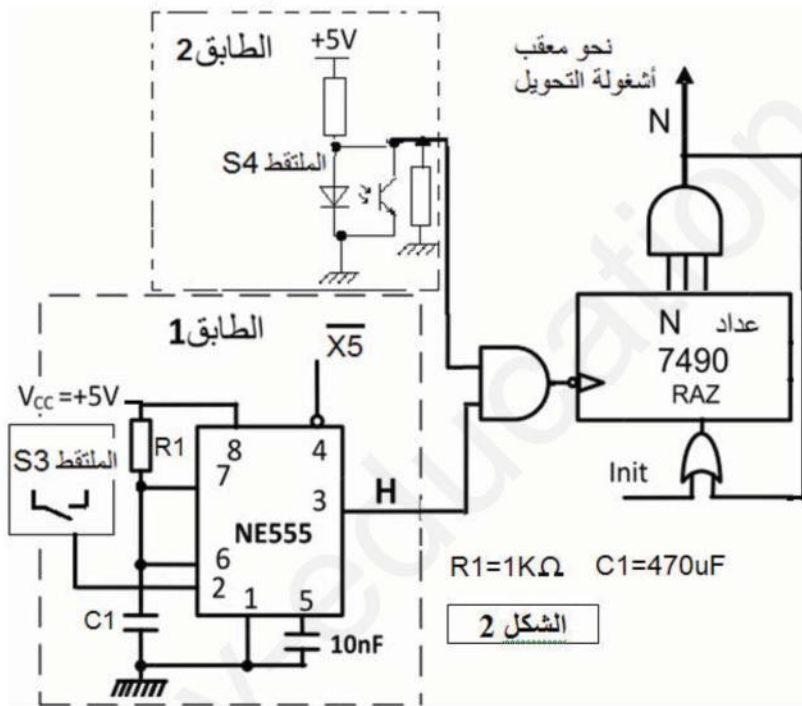 الطابق2
+5V
الملتقط S4
نحو معقب
أشغولة التحويل
N
الطابق1
X5
VCC =+5V
R1
الملتقط S3
8
4
7
3
H
NE555
6
2
1
5
C1
10nF
N عداد
7490
RAZ
Init
R1=1KΩ C1=470uF
الشكل 2
v-education